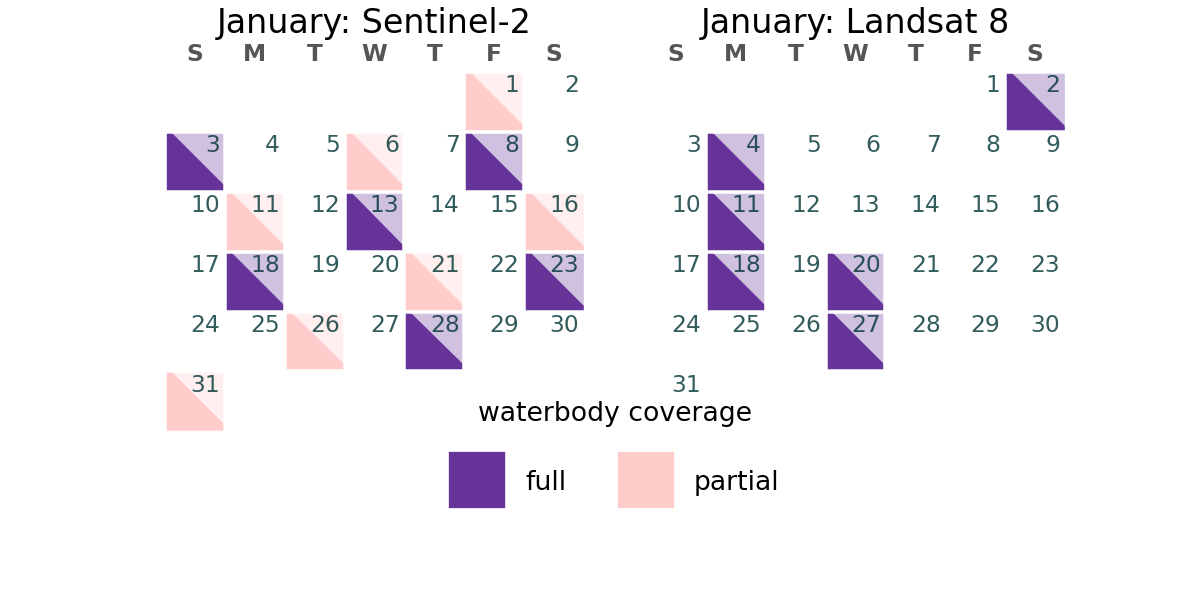 January: Sentinel-2
S M T W T F S
1 2
3 4 5 6 7 8 9
10 11 12 13 14 15 16
17 18 19 20 21 22 23
24 25 26 27 28 29 30
31
January: Landsat 8
S M T W T F S
1 2
3 4 5 6 7 8 9
10 11 12 13 14 15 16
17 18 19 20 21 22 23
24 25 26 27 28 29 30
31
waterbody coverage
full partial